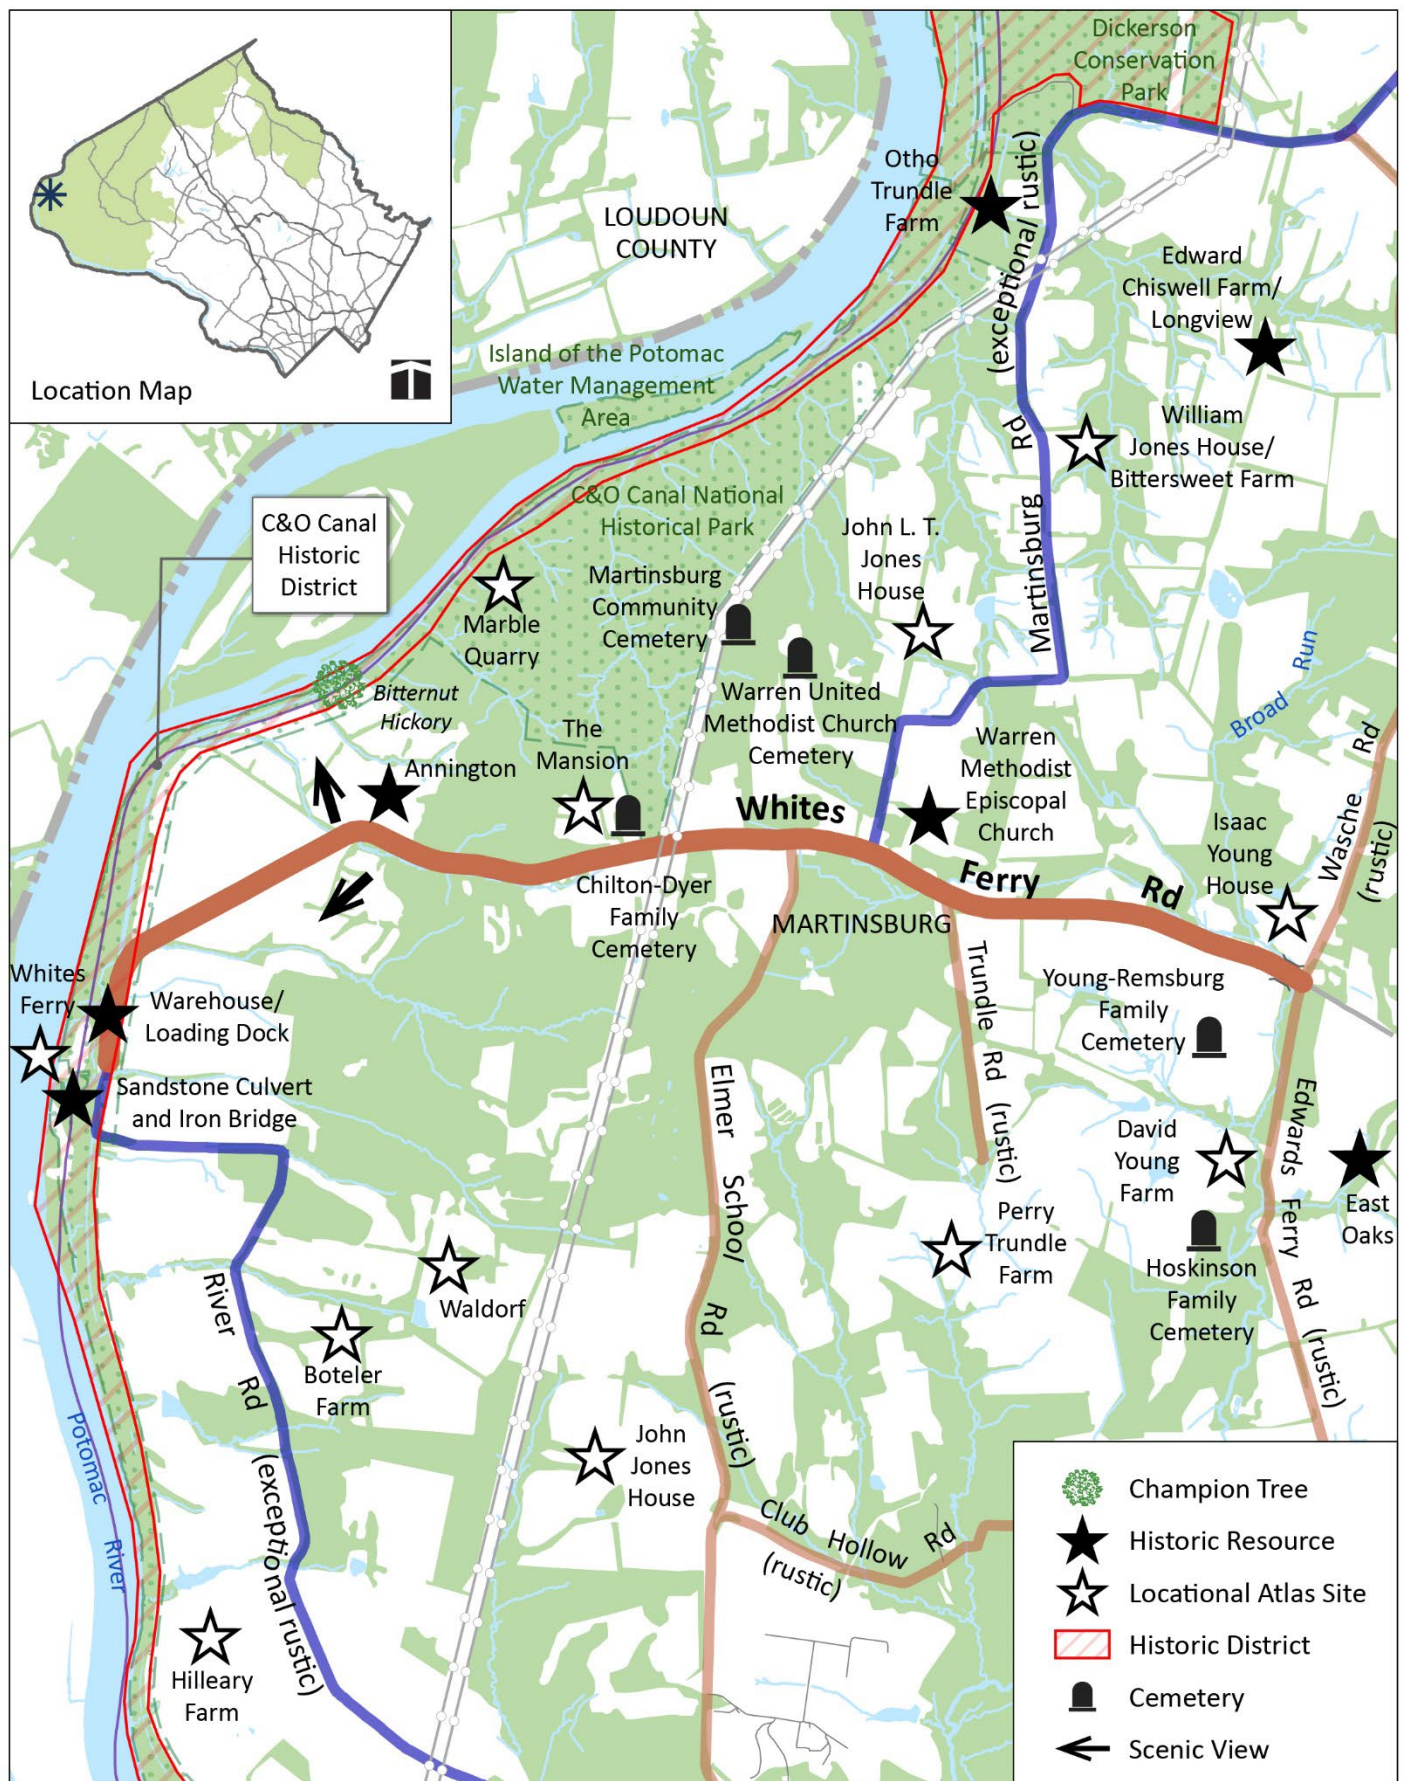 Location Map
Dickerson
Conservation
Park
Otho
Trundle
Farm
(exceptional rustic)
LOUDOUN
COUNTY
Edward
Chiswell Farm/
Longview
Island of the Potomac
Water Management
Area
William
Jones House/
Bittersweet Farm
Martinsburg Rd
C&O Canal National
Historical Park
C&O Canal
Historic
District
John L. T.
Jones
House
Martinsburg
Community
Cemetery
Marble
Quarry
Broad Run
Bitternut
Hickory
Warren United
Methodist Church
Cemetery
The
Mansion
Annington
Warren
Methodist
Episcopal
Church
Wasche Rd
(rustic)
Whites Ferry Rd
Isaac
Young
House
Chilton-Dyer
Family
Cemetery
MARTINSBURG
Whites
Ferry
Warehouse/
Loading Dock
Trundle Rd (rustic)
Young-Remsburg
Family
Cemetery
Sandstone Culvert
and Iron Bridge
Elmer School Rd (rustic)
Edwards Ferry Rd (rustic)
David
Young
Farm
East
Oaks
Perry
Trundle
Farm
Hoskinson
Family
Cemetery
River Rd (exceptional rustic)
Waldorf
Boteler
Farm
Potomac River
John
Jones
House
Club Hollow Rd
(rustic)
Hilleary
Farm
Champion Tree
Historic Resource
Locational Atlas Site
Historic District
Cemetery
Scenic View